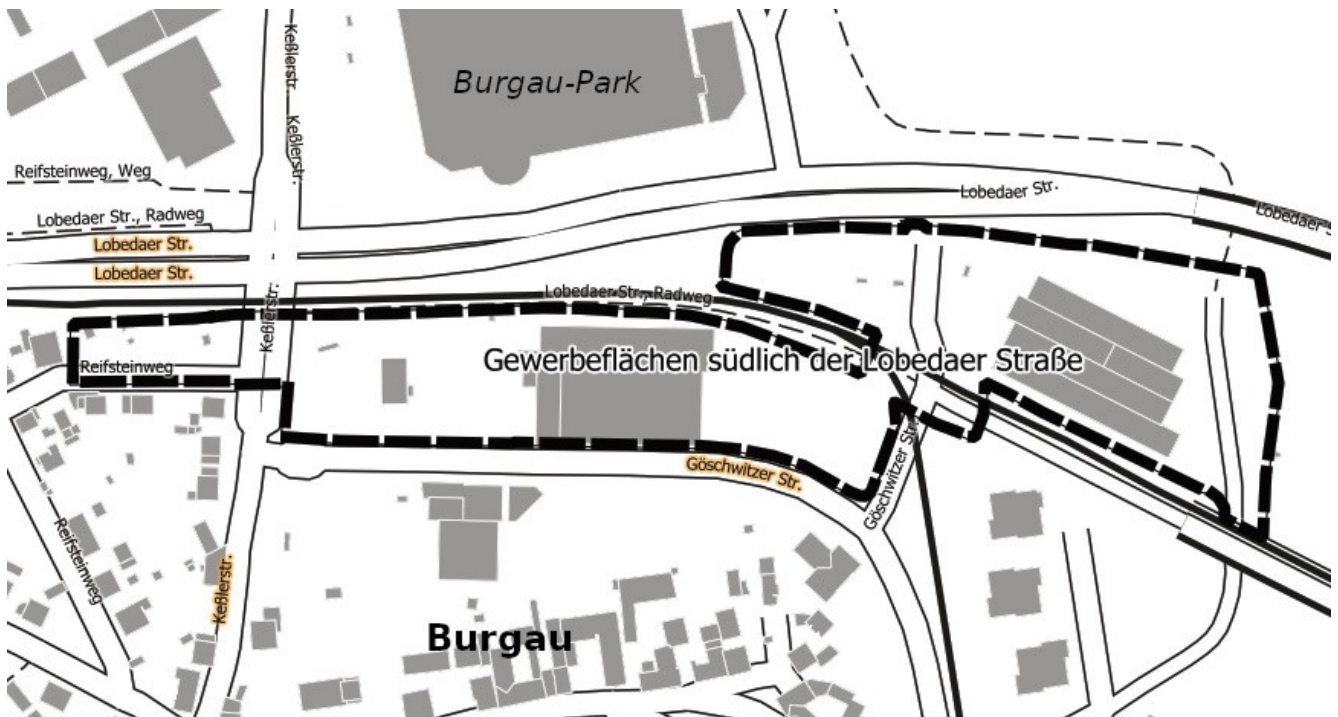 Keßlerstr.
Burgau-Park
Keßlerstr.
Reifsteinweg, Weg
Lobedaer Str., Radweg
Lobedaer Str.
Lobedaer Str.
Lobedaer S
Lobedaer Str.
Keßlerstr.
Lobedaer Str., Radweg
Reifsteinweg
Gewerbeflächen südlich der Lobedaer Straße
Göschwitzer Str.
Göschwitzer Str.
Reifsteinweg
Keßlerstr.
Burgau